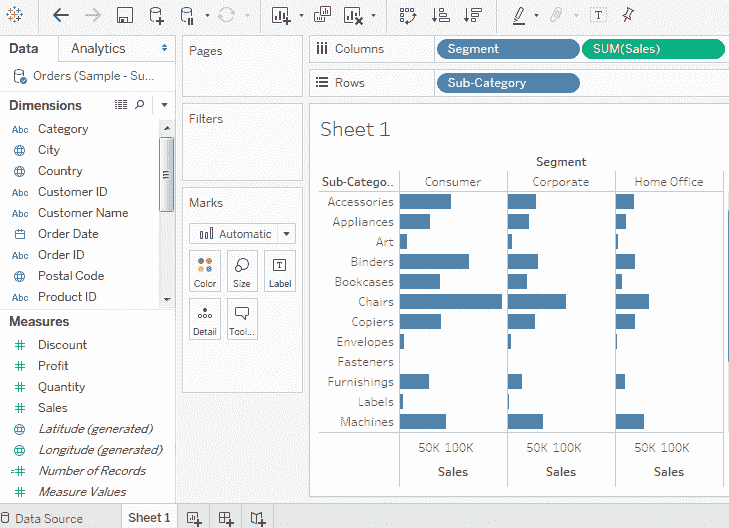 Data
Analytics
Pages
Columns
Segment
SUM(Sales)
Orders (Sample - Su...
Rows
Sub-Category
Dimensions
Filters
Abc Category
City
Country
Abc Customer ID
Abc Customer Name
Order Date
Abc Order ID
Postal Code
Abc Product ID
Marks
Automatic
Color
Size
T Label
Detail
Tool...
Measures
Discount
Profit
Quantity
Sales
Latitude (generated)
Longitude (generated)
Number of Records
Measure Values
Sheet 1
Segment
Sub-Catego.. Consumer Corporate Home Office
Accessories
Appliances
Art
Binders
Bookcases
Chairs
Copiers
Envelopes
Fasteners
Furnishings
Labels
Machines
50K 100K 50K 100K 50K 100K
Sales Sales Sales
Data Source
Sheet 1